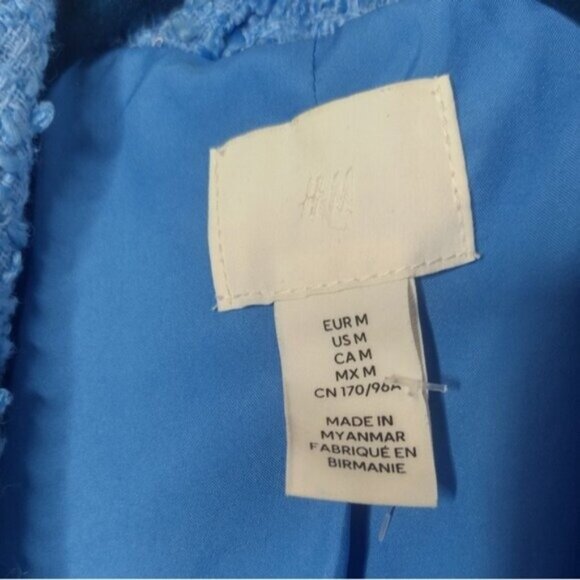 H&M
EUR M
US M
CA M
MX M
CN 170/96A
MADE IN
MYANMAR
FABRIQUÉ EN
BIRMANIE